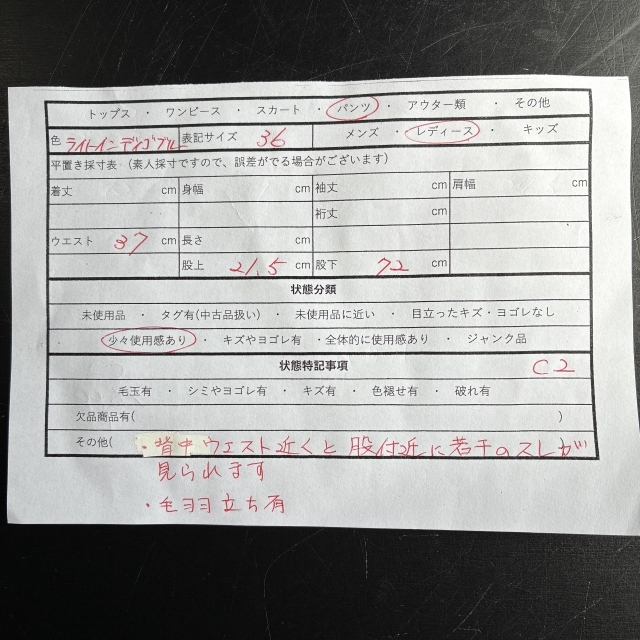 トップス ・ ワンピース ・ スカート ・ パンツ ・ アウター類 ・ その他
色 ライトインディゴブルー 表記サイズ 36 メンズ ・ レディース ・ キッズ
平置き採寸表（素人採寸ですので、誤差がでる場合がございます）
着丈 cm 身幅 cm 袖丈 cm 肩幅 cm
裄丈 cm
ウエスト 37 cm 長さ cm
股上 21.5 cm 股下 72 cm
状態分類
未使用品 ・ タグ有(中古品扱い) ・ 未使用品に近い ・ 目立ったキズ・ヨゴレなし
少々使用感あり ・ キズやヨゴレ有 ・全体的に使用感あり ・ ジャンク品
状態特記事項 C2
毛玉有 ・ シミやヨゴレ有 ・ キズ有 ・ 色褪せ有 ・ 破れ有
欠品商品有( )
その他( ・背中ウエスト近くと股付近に若干のスレが
見られます
・毛羽立ち有